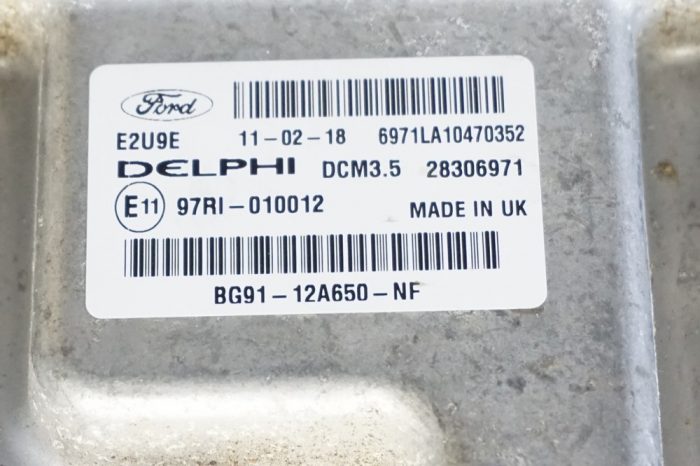 Ford
E2U9E 11-02-18 6971LA10470352
DELPHI DCM3.5 28306971
E11 97RI-010012 MADE IN UK
BG91-12A650-NF